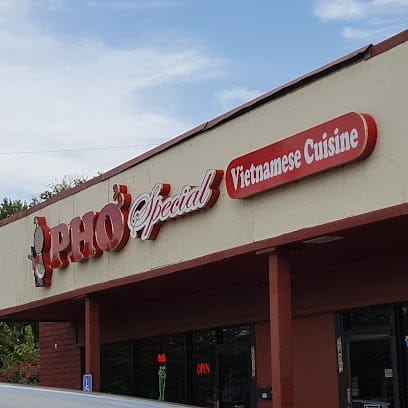 PHỞ Special
Vietnamese Cuisine
OPEN